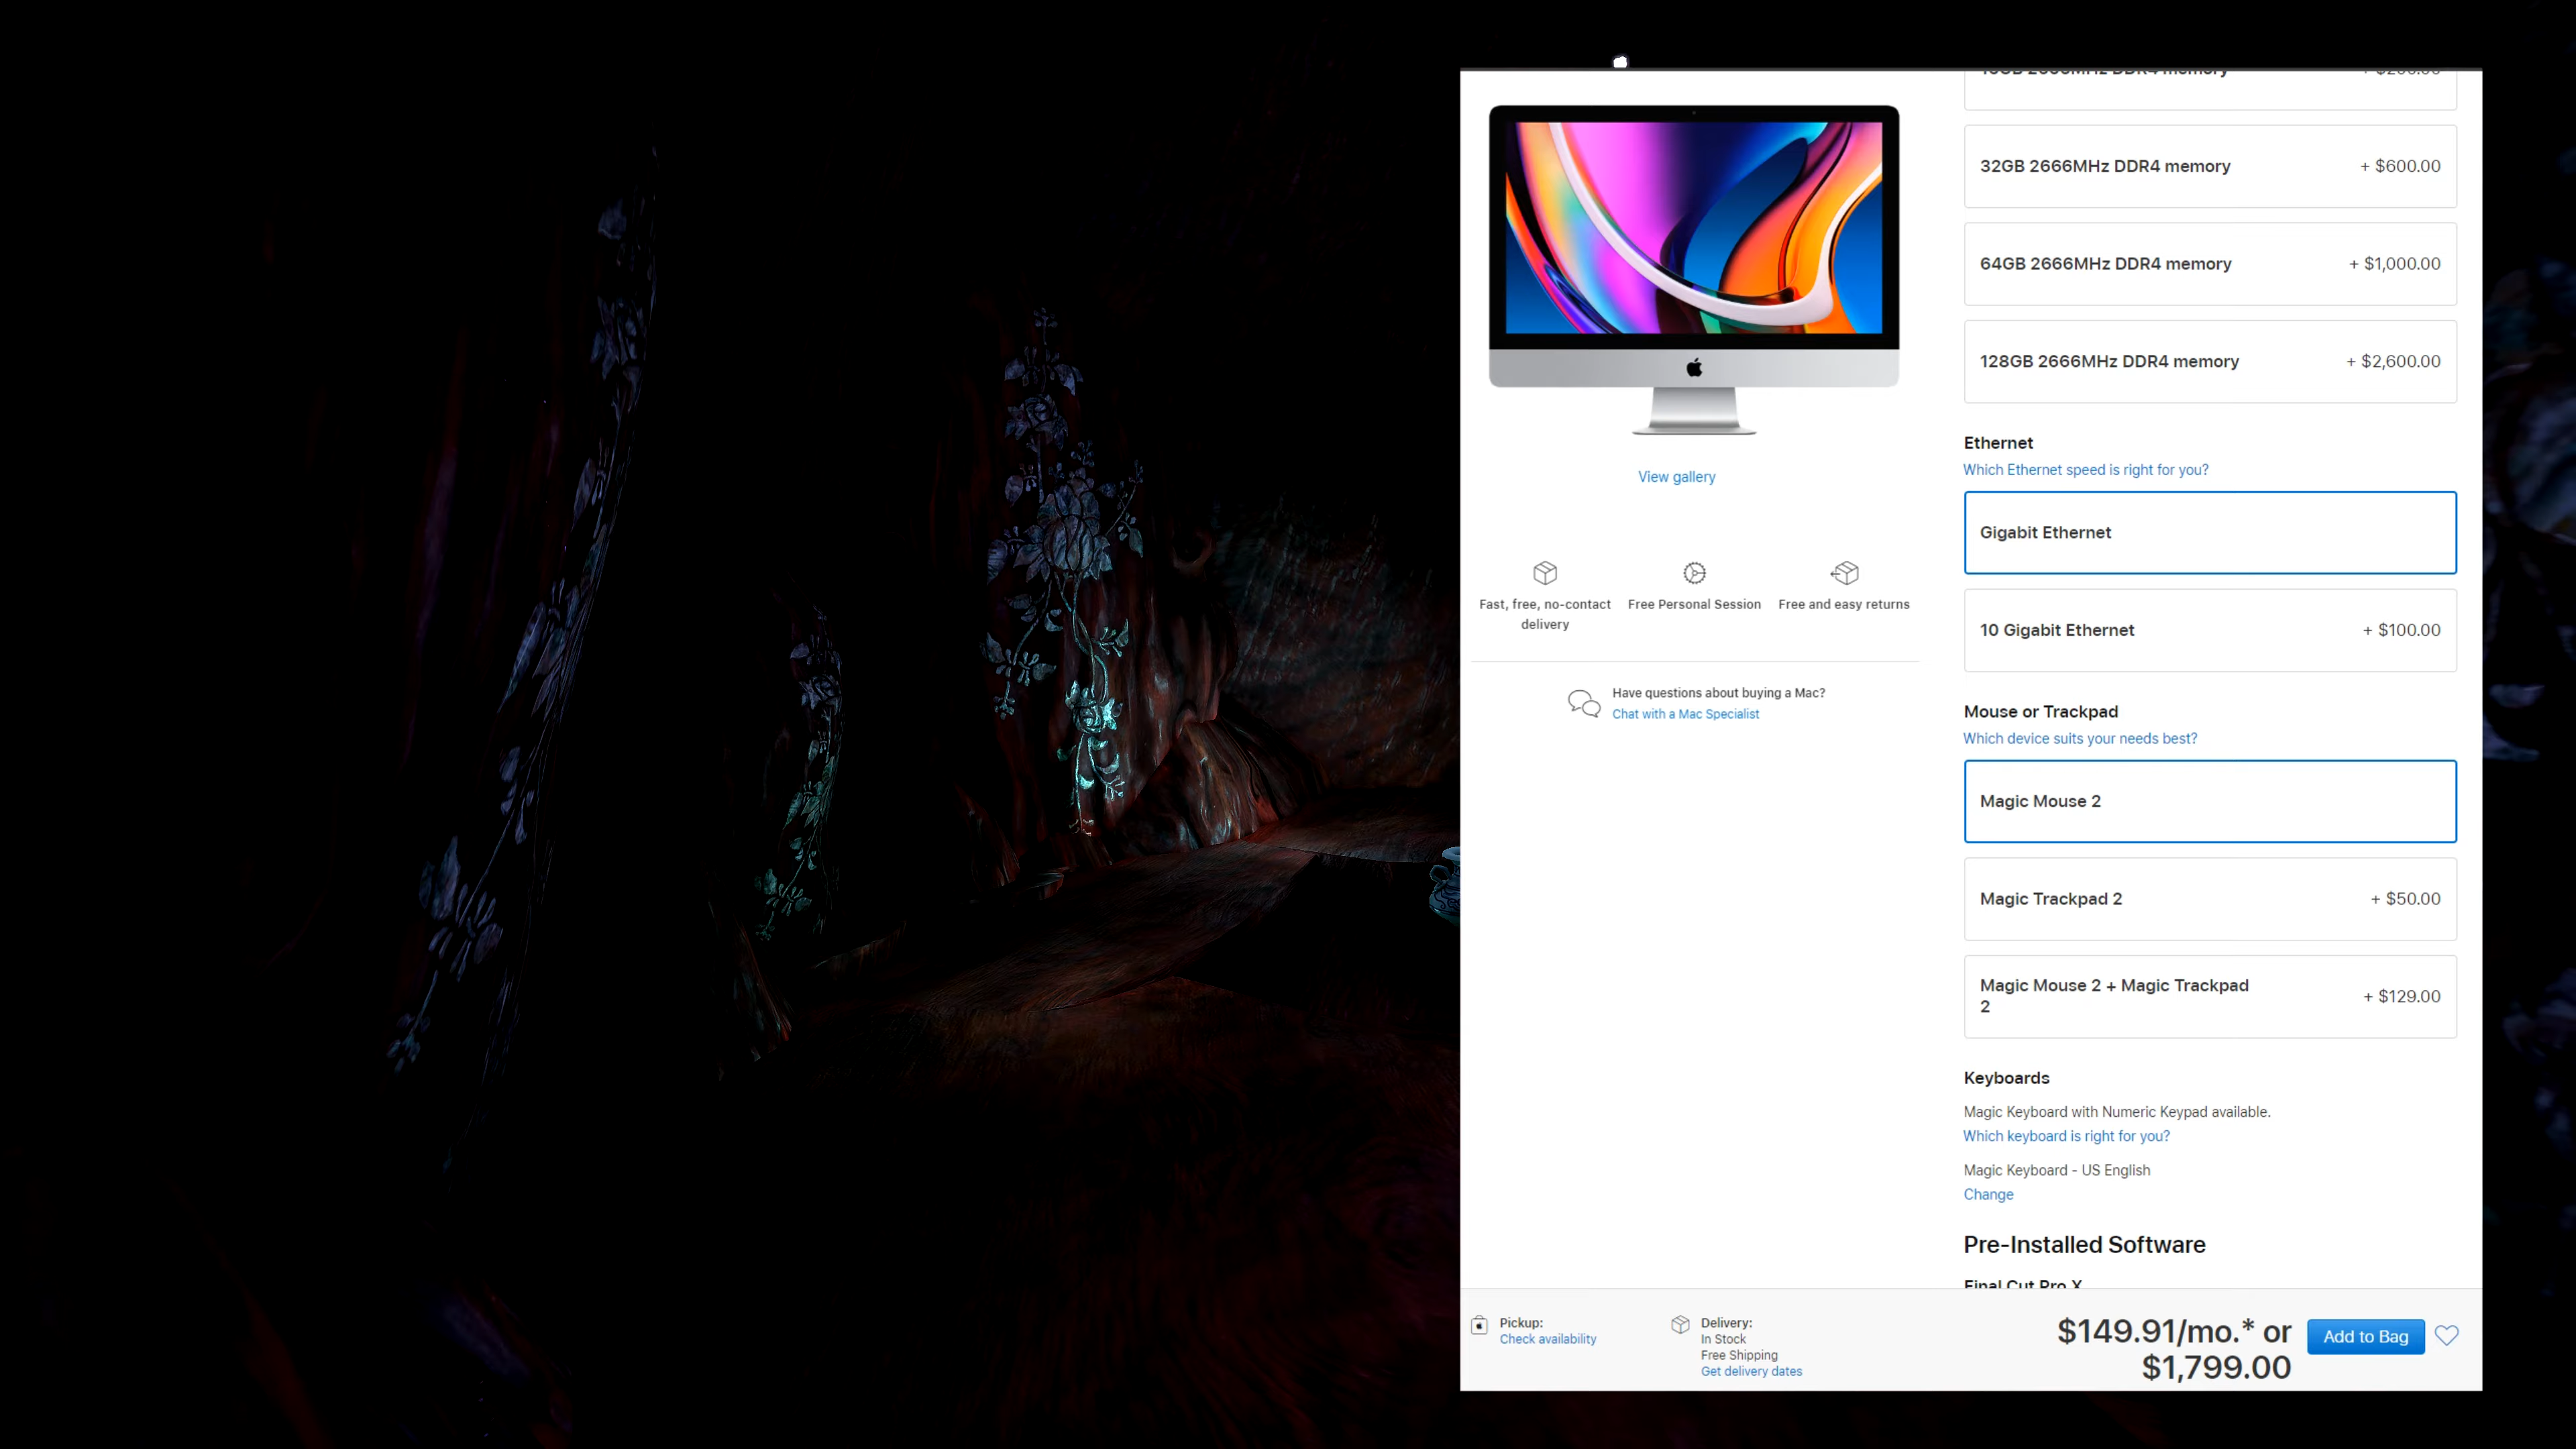 View gallery
Fast, free, no-contact
delivery
Free Personal Session
Free and easy returns
Have questions about buying a Mac?
Chat with a Mac Specialist
32GB 2666MHz DDR4 memory
+ $600.00
64GB 2666MHz DDR4 memory
+ $1,000.00
128GB 2666MHz DDR4 memory
+ $2,600.00
Ethernet
Which Ethernet speed is right for you?
Gigabit Ethernet
10 Gigabit Ethernet
+ $100.00
Mouse or Trackpad
Which device suits your needs best?
Magic Mouse 2
Magic Trackpad 2
+ $50.00
Magic Mouse 2 + Magic Trackpad
2
+ $129.00
Keyboards
Magic Keyboard with Numeric Keypad available.
Which keyboard is right for you?
Magic Keyboard - US English
Change
Pre-Installed Software
Final Cut Pro X
Pickup:
Check availability
Delivery:
In Stock
Free Shipping
Get delivery dates
$149.91/mo.* or
$1,799.00
Add to Bag